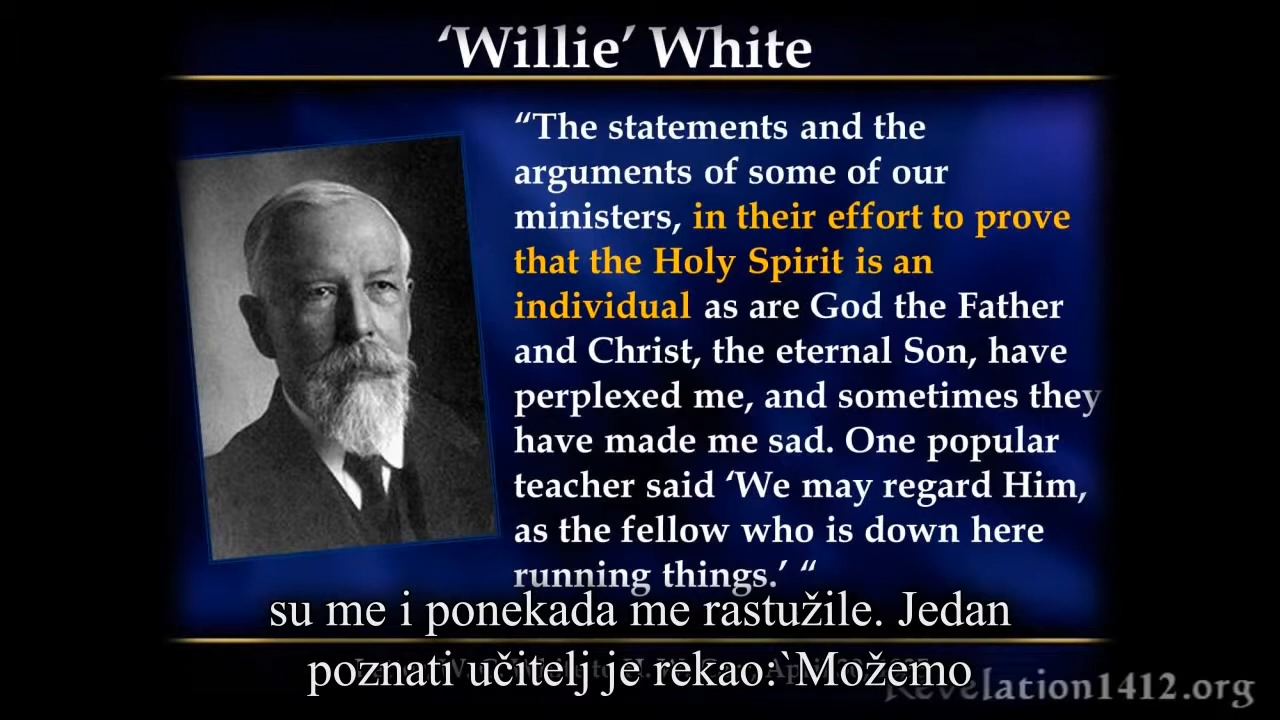 ‘Willie’ White
“The statements and the
arguments of some of our
ministers, in their effort to prove
that the Holy Spirit is an
individual as are God the Father
and Christ, the eternal Son, have
perplexed me, and sometimes they
have made me sad. One popular
teacher said ‘We may regard Him,
as the fellow who is down here
running things.’ “
su me i ponekada me rastužile. Jedan
poznati učitelj je rekao:`Možemo
Revelation1412.org